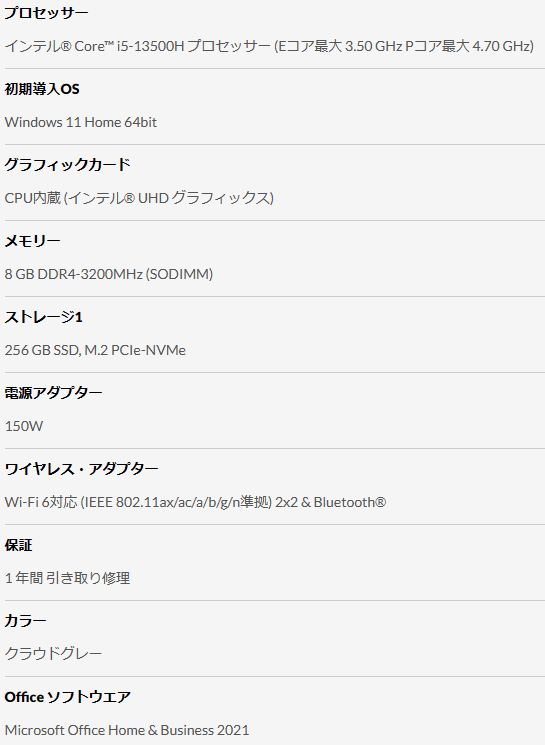 プロセッサー
インテル® Core™ i5-13500H プロセッサー (Eコア最大 3.50 GHz Pコア最大 4.70 GHz)
初期導入OS
Windows 11 Home 64bit
グラフィックカード
CPU内蔵 (インテル® UHD グラフィックス)
メモリー
8 GB DDR4-3200MHz (SODIMM)
ストレージ1
256 GB SSD, M.2 PCIe-NVMe
電源アダプター
150W
ワイヤレス・アダプター
Wi-Fi 6対応 (IEEE 802.11ax/ac/a/b/g/n準拠) 2x2 & Bluetooth®
保証
1 年間 引き取り修理
カラー
クラウドグレー
Office ソフトウエア
Microsoft Office Home & Business 2021